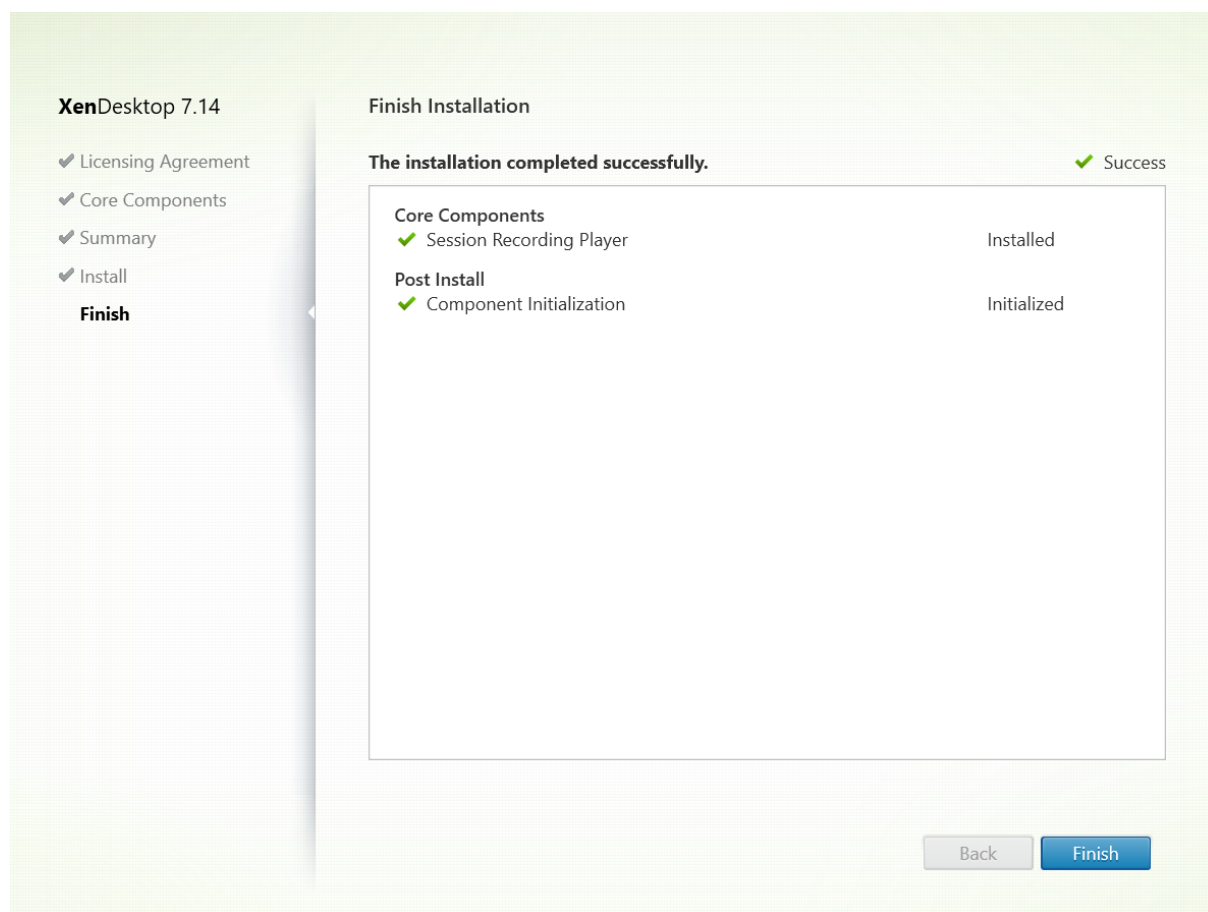 XenDesktop 7.14
Licensing Agreement
Core Components
Summary
Install
Finish
Finish Installation
The installation completed successfully.
Success
Core Components
Session Recording Player Installed
Post Install
Component Initialization Initialized
Back Finish